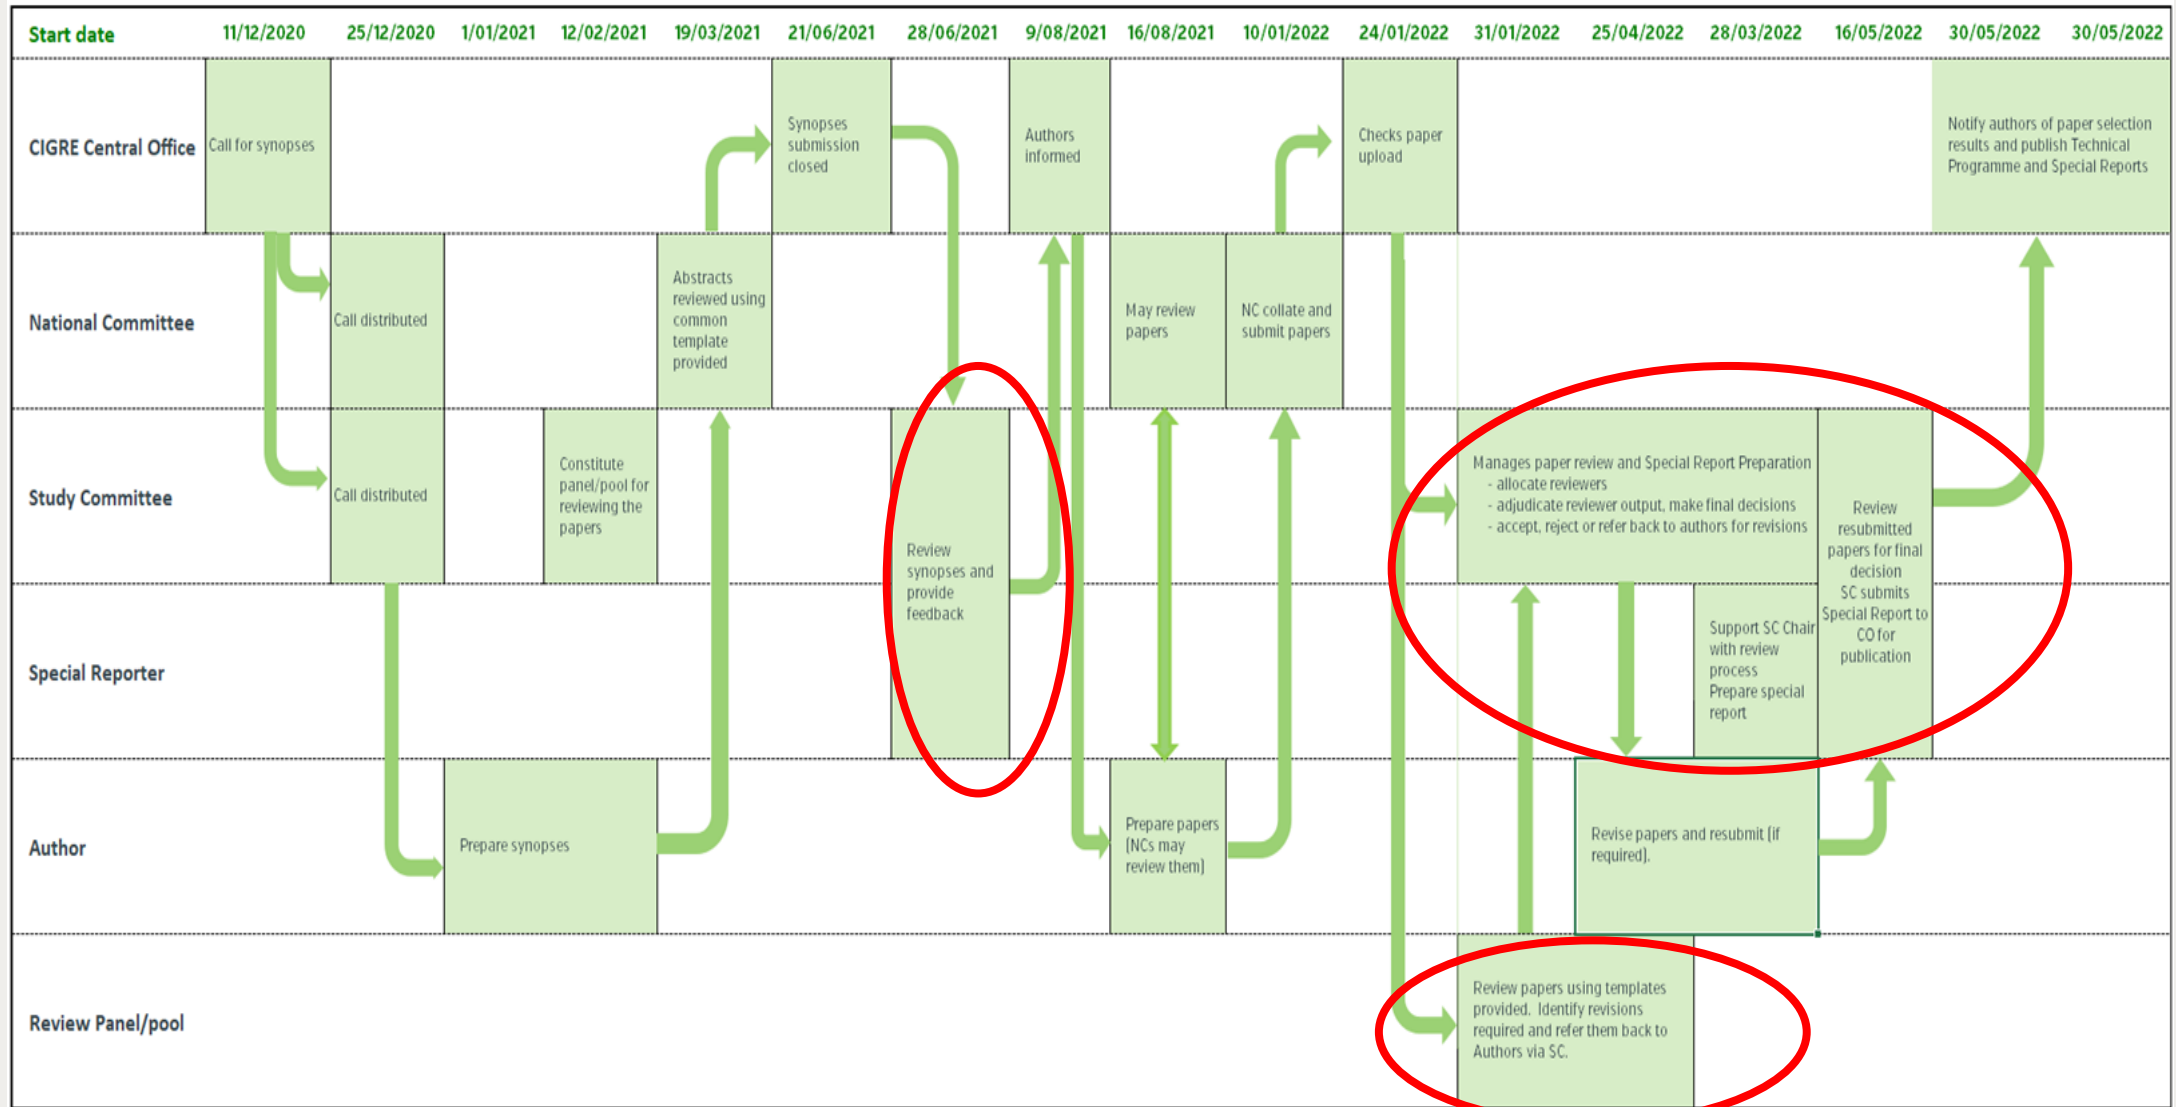 Start date 11/12/2020 25/12/2020 1/01/2021 12/02/2021 19/03/2021 21/06/2021 28/06/2021 9/08/2021 16/08/2021 10/01/2022 24/01/2022 31/01/2022 25/04/2022 28/03/2022 16/05/2022 30/05/2022 30/05/2022
CIGRE Central Office
Call for synopses
Synopses
submission
closed
Authors
informed
Checks paper
upload
Notify authors of paper selection
results and publish Technical
Programme and Special Reports
National Committee
Call distributed
Abstracts
reviewed using
common
template
provided
May review
papers
NC collate and
submit papers
Study Committee
Call distributed
Constitute
panel/pool for
reviewing the
papers
Review
synopses and
provide
feedback
Manages paper review and Special Report Preparation
- allocate reviewers
- adjudicate reviewer output, make final decisions
- accept, reject or refer back to authors for revisions
Review
resubmitted
papers for final
decision
SC submits
Special Report to
CO for
publication
Special Reporter
Support SC Chair
with review
process
Prepare special
report
Author
Prepare synopses
Prepare papers
(NCs may
review them)
Revise papers and resubmit (if
required).
Review Panel/pool
Review papers using templates
provided. Identify revisions
required and refer them back to
Authors via SC.